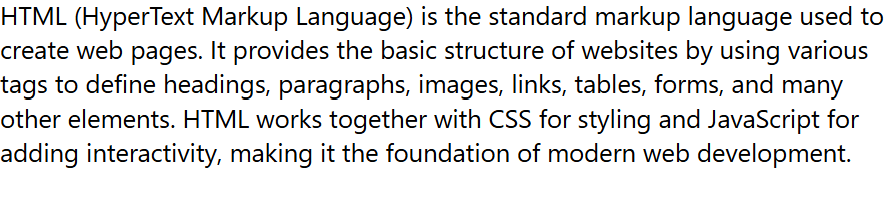 HTML (HyperText Markup Language) is the standard markup language used to
create web pages. It provides the basic structure of websites by using various
tags to define headings, paragraphs, images, links, tables, forms, and many
other elements. HTML works together with CSS for styling and JavaScript for
adding interactivity, making it the foundation of modern web development.